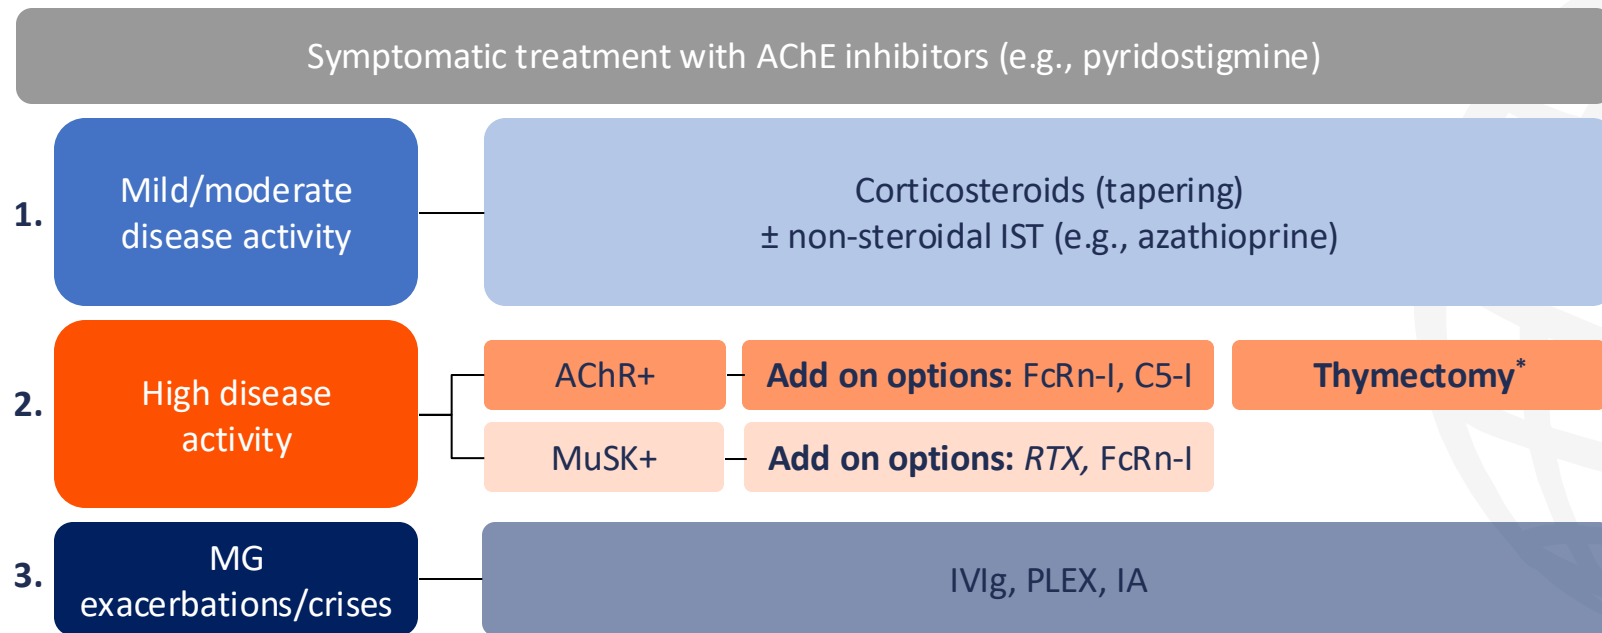 Symptomatic treatment with AChE inhibitors (e.g., pyridostigmine)
1.
Mild/moderate
disease activity
Corticosteroids (tapering)
± non-steroidal IST (e.g., azathioprine)
2.
High disease
activity
AChR+
Add on options: FcRn-I, C5-I
Thymectomy*
MuSK+
Add on options: RTX, FcRn-I
3.
MG
exacerbations/crises
IVIg, PLEX, IA